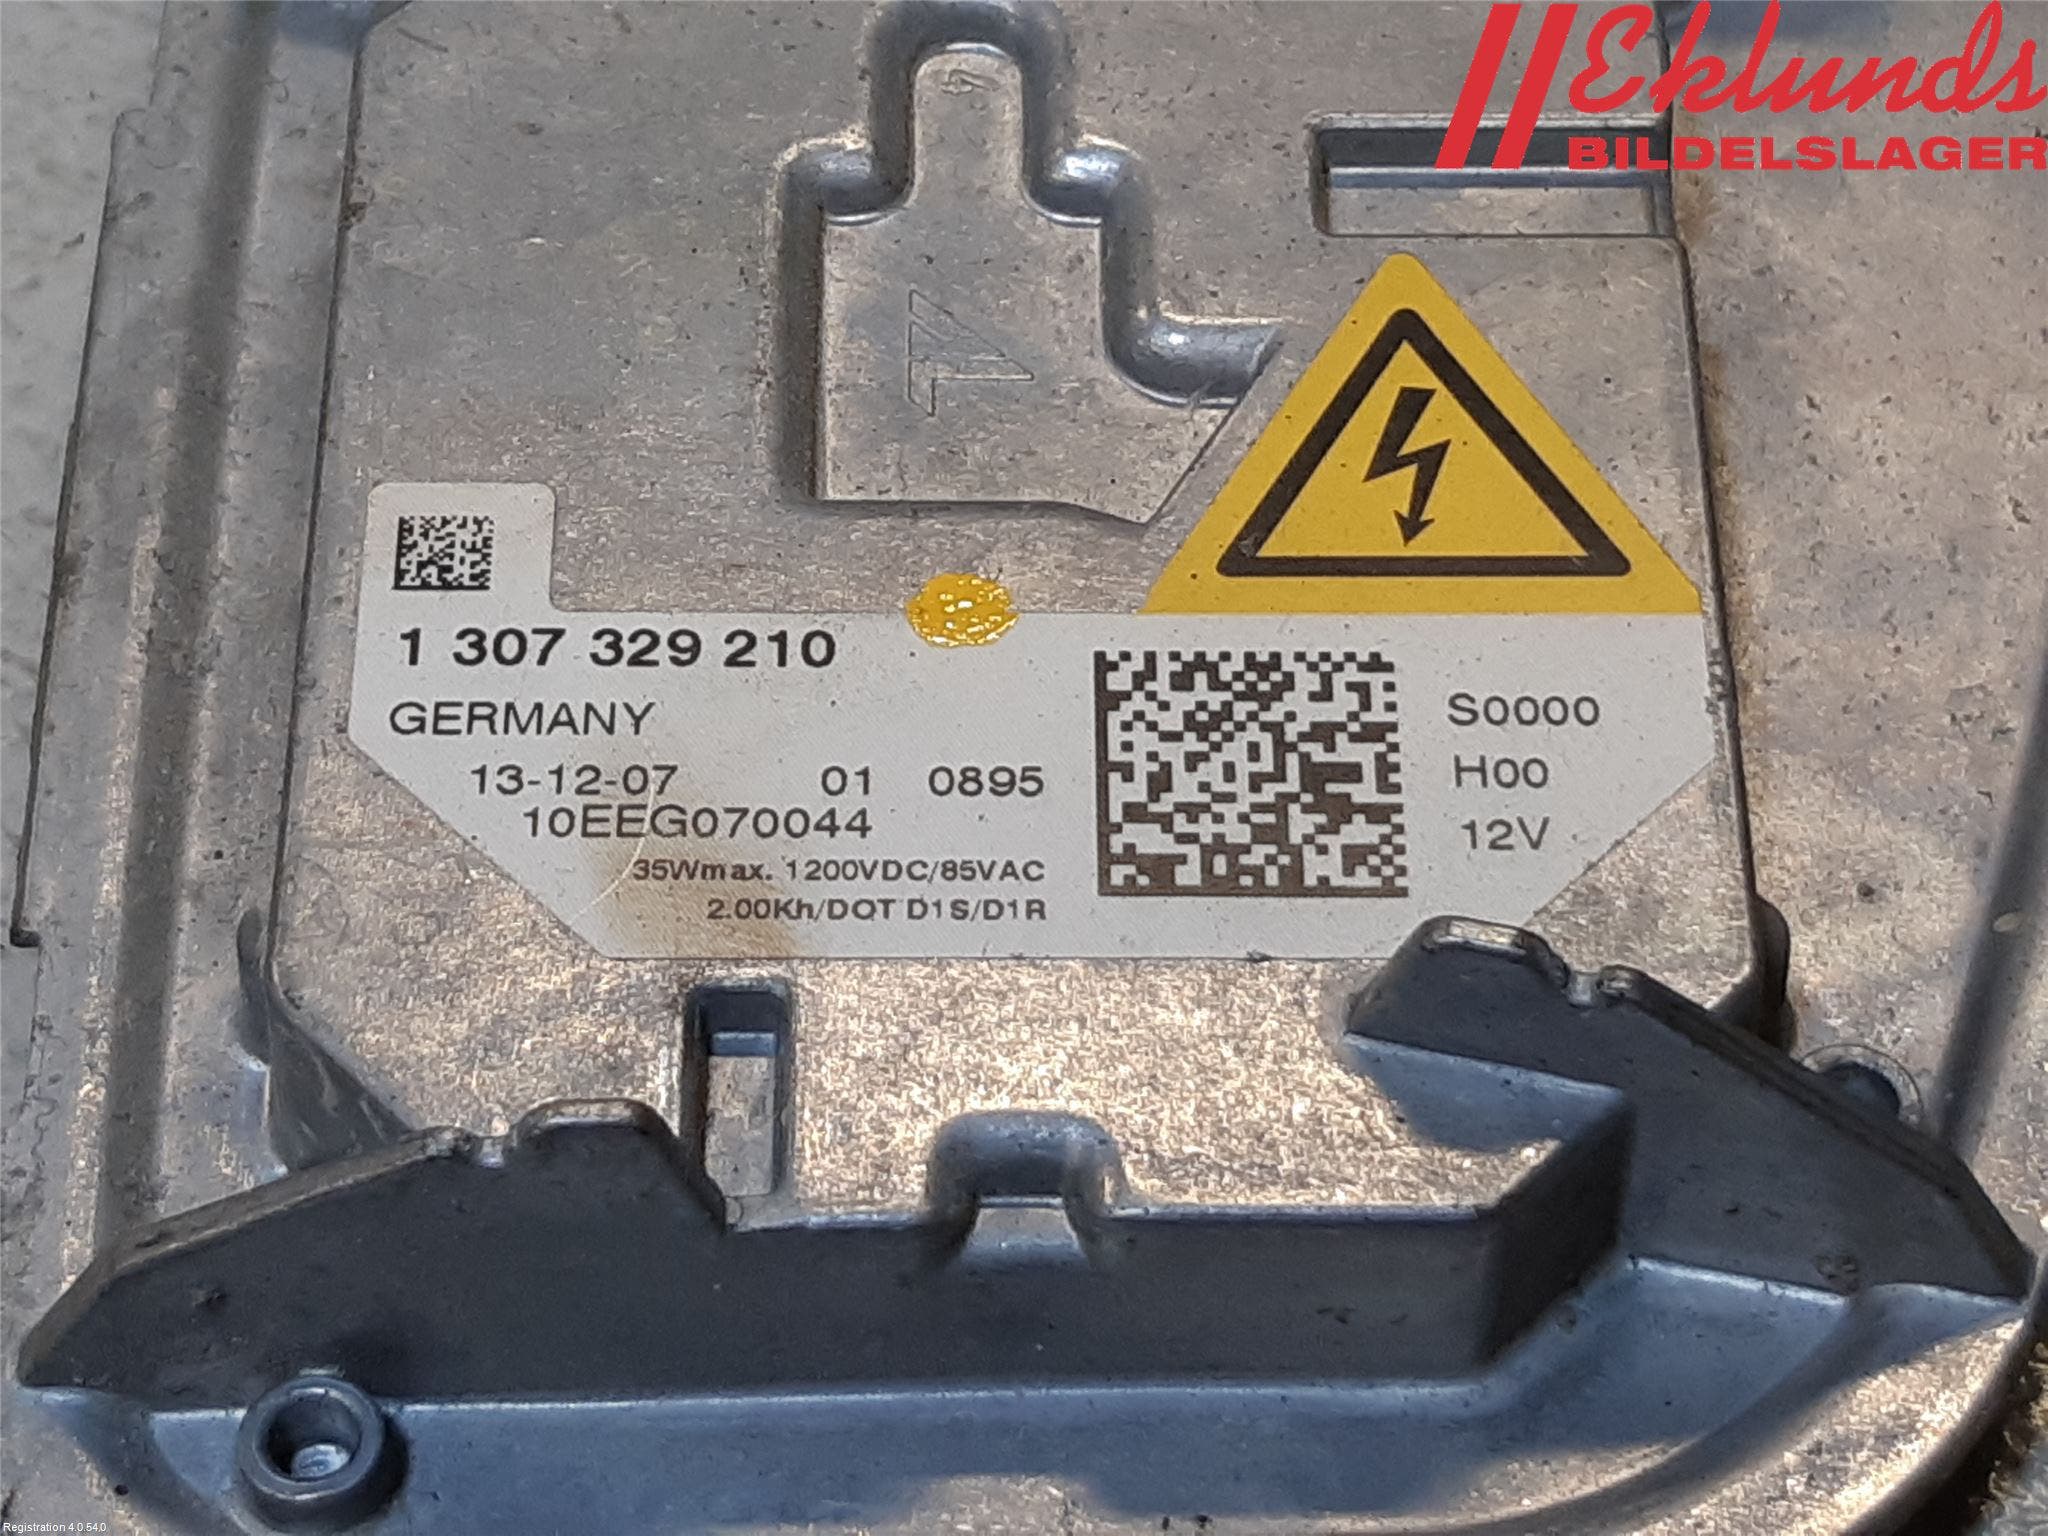 Eklunds
BILDELSLAGER
1 307 329 210
GERMANY
13-12-07 01 0895
10EEG070044
35Wmax. 1200VDC/85VAC
2.00Kh/DOT D1S/D1R
S0000
H00
12V
Registration 4.0.54.0